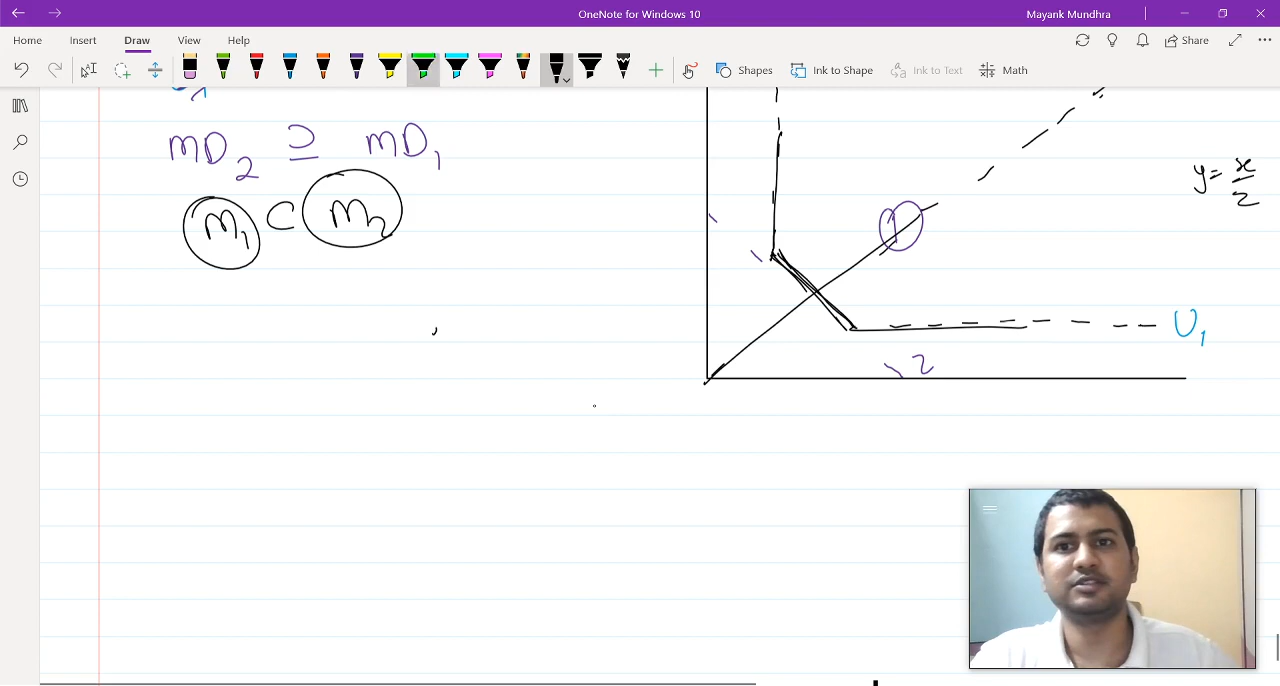 OneNote for Windows 10
Mayank Mundhra
Home
Insert
Draw
View
Help
Share
Shapes
Ink to Shape
Ink to Text
Math
MD₂ ⊇ MD₁
M₁ ⊂ M₂
1
y = x/2
U₁
2